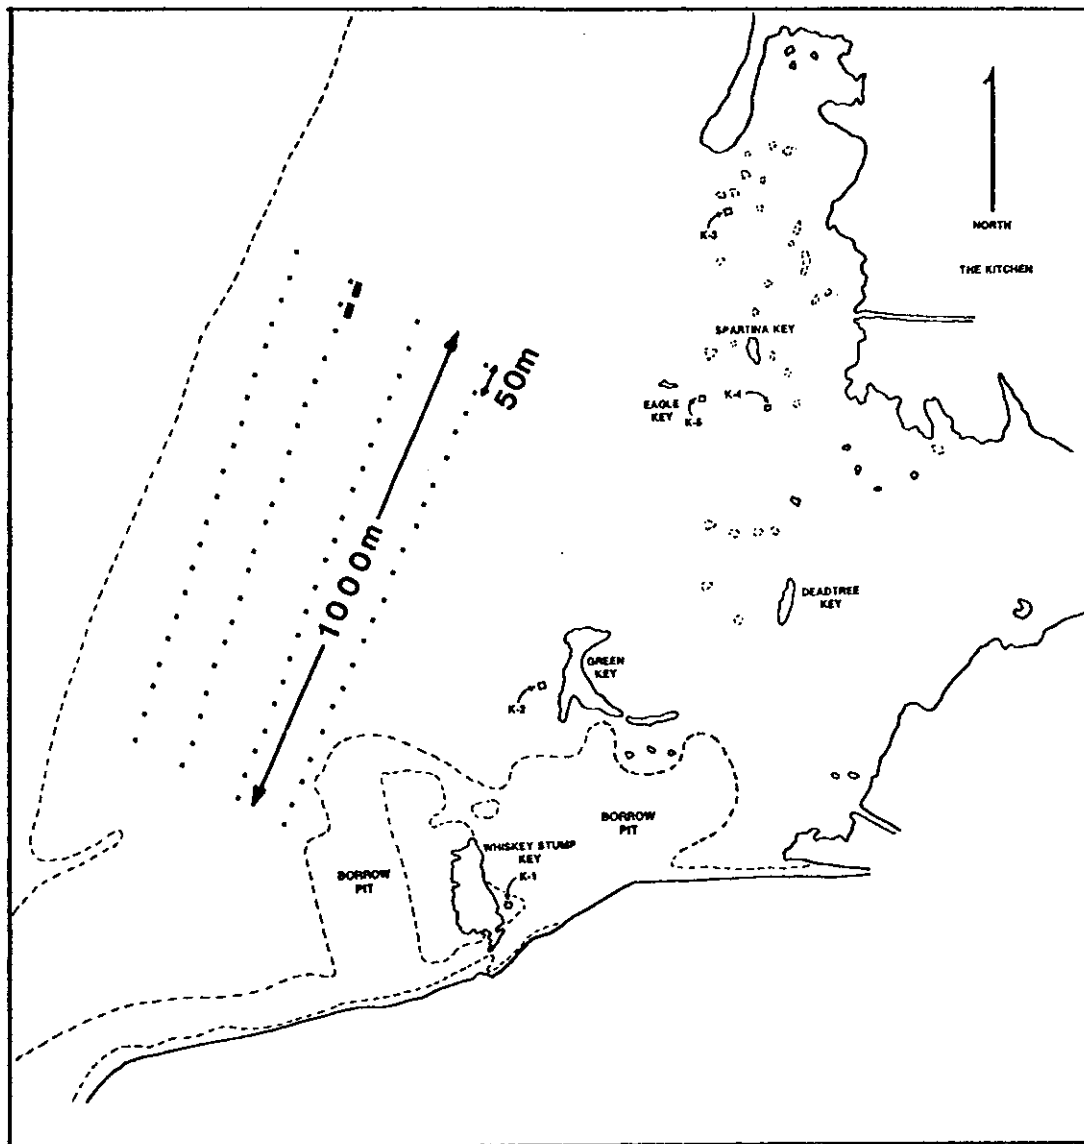 K-3
NORTH
THE KITCHEN
SPARTINA KEY
50m
EAGLE
KEY
K-5
K-4
1000m
DEADTREE
KEY
GREEN
KEY
K-2
BORROW
PIT
WHISKEY STUMP
KEY
K-1
BORROW
PIT